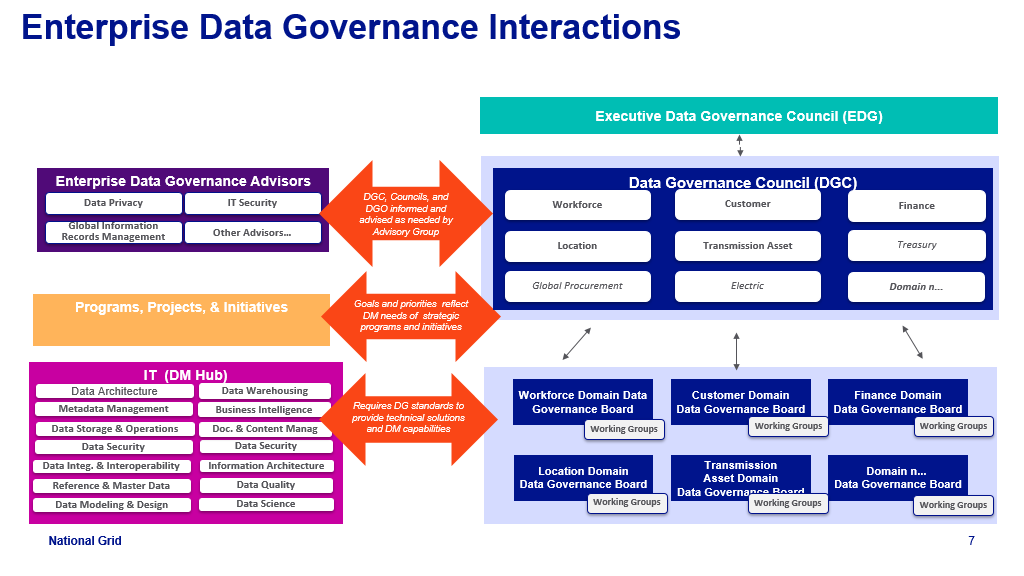 Enterprise Data Governance Interactions
Executive Data Governance Council (EDG)
Enterprise Data Governance Advisors
Data Privacy
IT Security
Global Information
Records Management
Other Advisors…
DGC, Councils, and
DGO informed and
advised as needed by
Advisory Group
Data Governance Council (DGC)
Workforce
Customer
Finance
Location
Transmission Asset
Treasury
Global Procurement
Electric
Domain n…
Programs, Projects, & Initiatives
Goals and priorities reflect
DM needs of strategic
programs and initiatives
IT (DM Hub)
Data Architecture
Data Warehousing
Metadata Management
Business Intelligence
Data Storage & Operations
Doc. & Content Manag
Data Security
Data Security
Data Integ. & Interoperability
Information Architecture
Reference & Master Data
Data Quality
Data Modeling & Design
Data Science
Requires DG standards to
provide technical solutions
and DM capabilities
Workforce Domain Data
Governance Board
Working Groups
Customer Domain
Data Governance Board
Working Groups
Finance Domain
Data Governance Board
Working Groups
Location Domain
Data Governance Board
Working Groups
Transmission
Asset Domain
Data Governance Board
Working Groups
Domain n…
Data Governance Board
Working Groups
National Grid
7